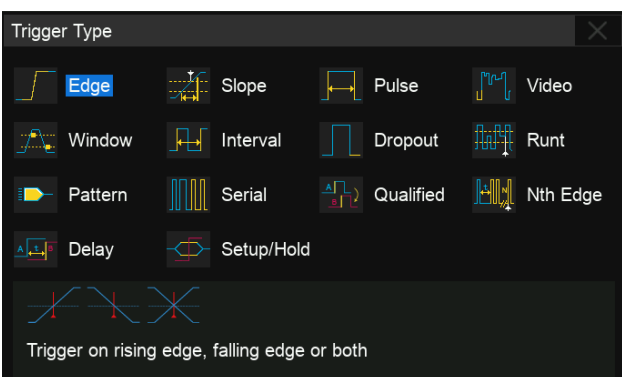 Trigger Type
Edge Slope Pulse Video
Window Interval Dropout Runt
Pattern Serial A B Qualified N Nth Edge
A t B Delay Setup/Hold
Trigger on rising edge, falling edge or both